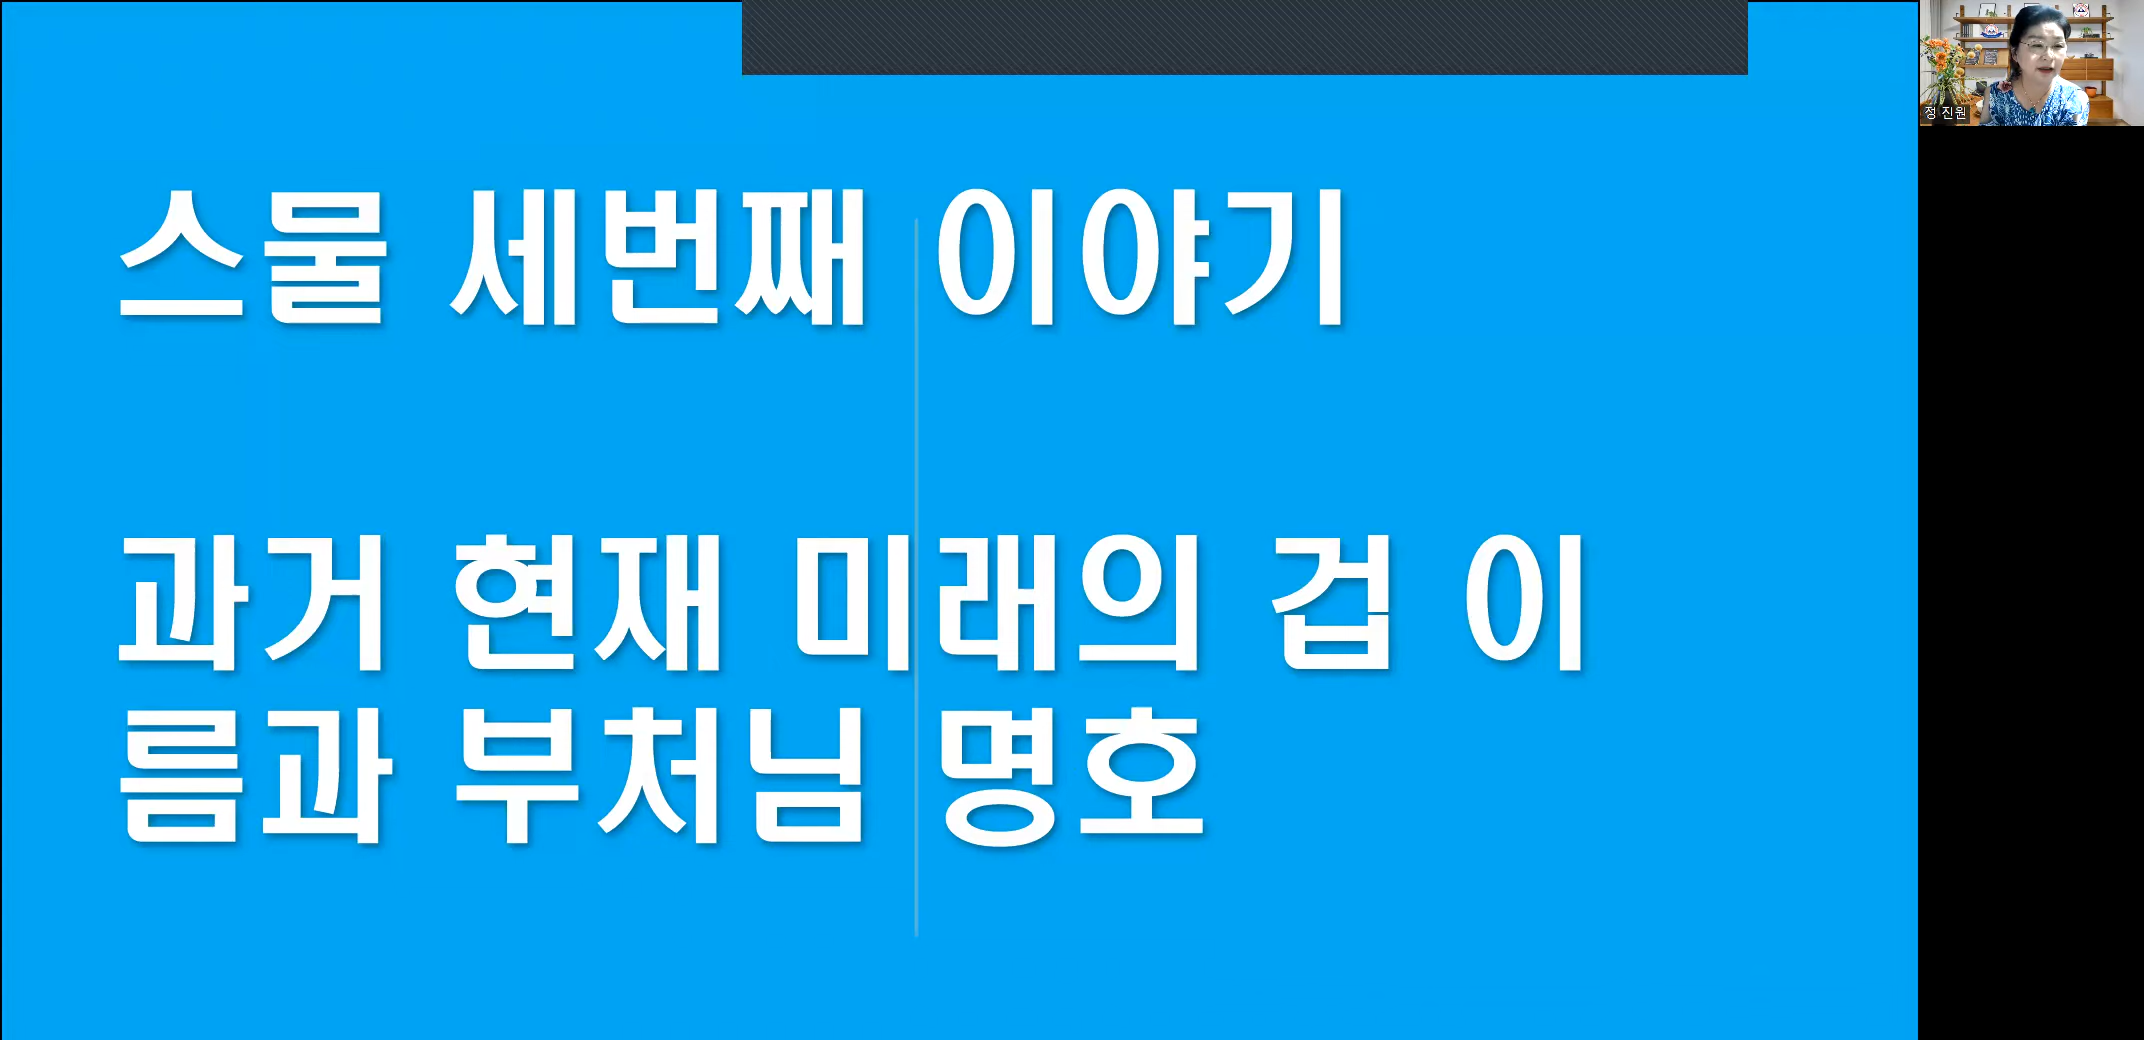 스물 세번째 이야기
과거 현재 미래의 겁 이
름과 부처님 명호
정 진원